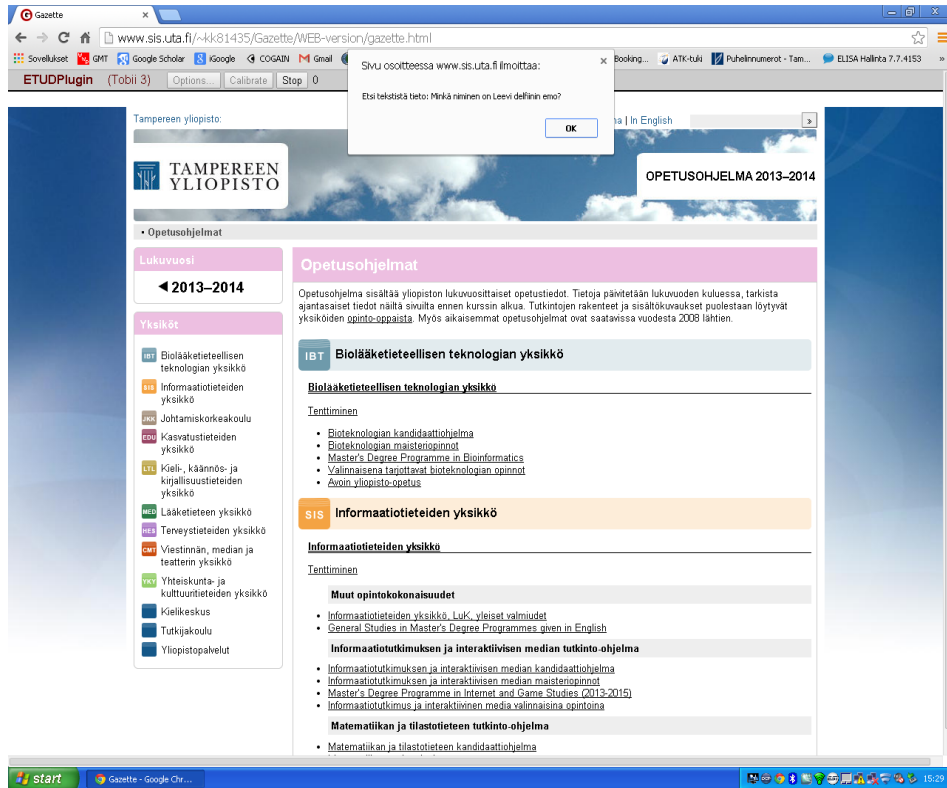 Gazette
www.sis.uta.fi/~kk81435/Gazette/WEB-version/gazette.html
Sovellukset GMT Google Scholar iGoogle COGAIN Gmail Booking... ATK-tuki Puhelinnumerot - Tam... ELISA Hallinta 7.7.4153 »
ETUDPlugin (Tobii 3) Options... Calibrate Stop 0
Sivu osoitteessa www.sis.uta.fi ilmoittaa:
Etsi tekstistä tieto: Minkä niminen on Leevi delfiinin emo?
OK
Tampereen yliopisto:
| In English »
TAMPEREEN
YLIOPISTO
OPETUSOHJELMA 2013–2014
• Opetusohjelmat
Lukuvuosi
2013–2014
Yksiköt
IBT Biolääketieteellisen
teknologian yksikkö
SIS Informaatiotieteiden
yksikkö
JKK Johtamiskorkeakoulu
EDU Kasvatustieteiden
yksikkö
LTL Kieli-, käännös- ja
kirjallisuustieteiden
yksikkö
MED Lääketieteen yksikkö
HES Terveystieteiden yksikkö
CMT Viestinnän, median ja
teatterin yksikkö
YKY Yhteiskunta- ja
kulttuuritieteiden yksikkö
Kielikeskus
Tutkijakoulu
Yliopistopalvelut
Opetusohjelmat
Opetusohjelma sisältää yliopiston lukuvuosittaiset opetustiedot. Tietoja päivitetään lukuvuoden kuluessa, tarkista
ajantasaiset tiedot näiltä sivuilta ennen kurssin alkua. Tutkintojen rakenteet ja sisältökuvaukset puolestaan löytyvät
yksiköiden opinto-oppaista. Myös aikaisemmat opetusohjelmat ovat saatavissa vuodesta 2008 lähtien.
IBT Biolääketieteellisen teknologian yksikkö
Biolääketieteellisen teknologian yksikkö
Tenttiminen
• Bioteknologian kandidaattiohjelma
• Bioteknologian maisteriopinnot
• Master's Degree Programme in Bioinformatics
• Valinnaisena tarjottavat bioteknologian opinnot
• Avoin yliopisto-opetus
SIS Informaatiotieteiden yksikkö
Informaatiotieteiden yksikkö
Tenttiminen
Muut opintokokonaisuudet
• Informaatiotieteiden yksikkö, LuK, yleiset valmiudet
• General Studies in Master's Degree Programmes given in English
Informaatiotutkimuksen ja interaktiivisen median tutkinto-ohjelma
• Informaatiotutkimuksen ja interaktiivisen median kandidaattiohjelma
• Informaatiotutkimuksen ja interaktiivisen median maisteriopinnot
• Master's Degree Programme in Internet and Game Studies (2013-2015)
• Informaatiotutkimus ja interaktiivinen media valinnaisina opintoina
Matematiikan ja tilastotieteen tutkinto-ohjelma
• Matematiikan ja tilastotieteen kandidaattiohjelma
start Gazette - Google Chr... 15:29